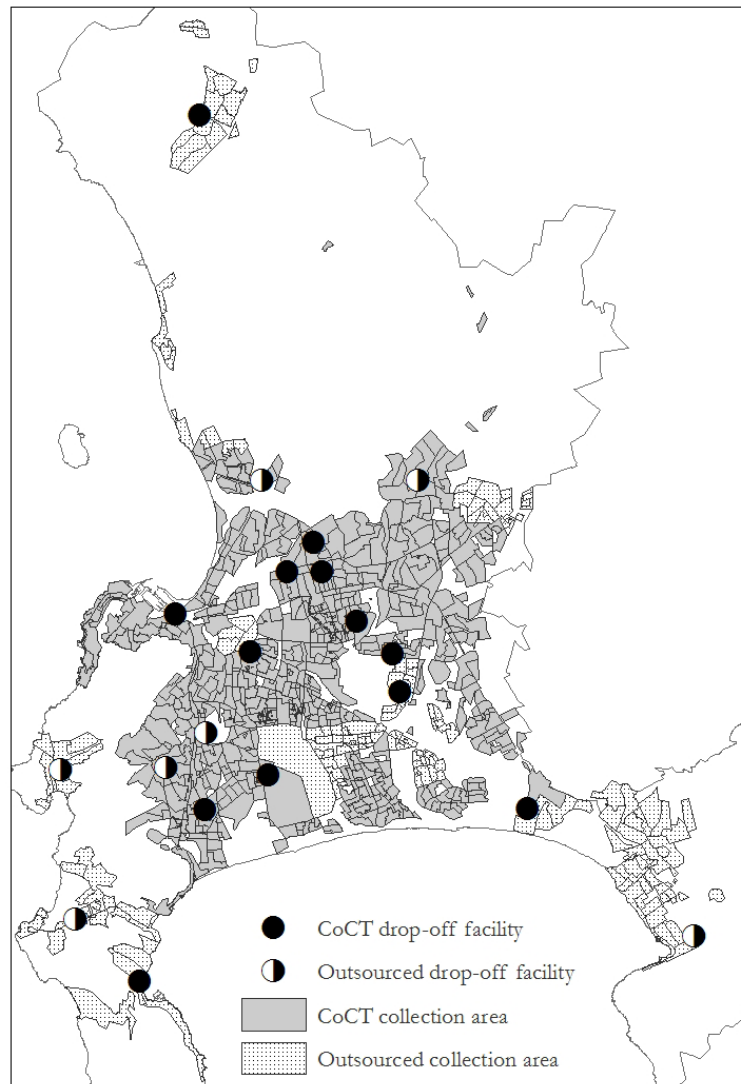 CoCT drop-off facility
Outsourced drop-off facility
CoCT collection area
Outsourced collection area